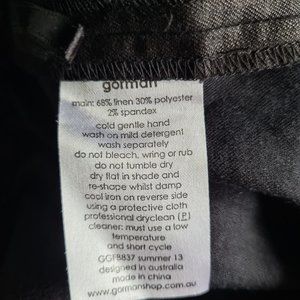 gorman
main: 68% linen 30% polyester
2% spandex
cold gentle hand
wash on mild detergent
wash separately
do not bleach, wring or rub
do not tumble dry
dry flat in shade and
re-shape whilst damp
cool iron on reverse side
using a protective cloth
professional dryclean (P)
cleaner: must use a low
temperature
and short cycle
GGF8837 summer 13
designed in australia
made in china
www.gormanshop.com.au